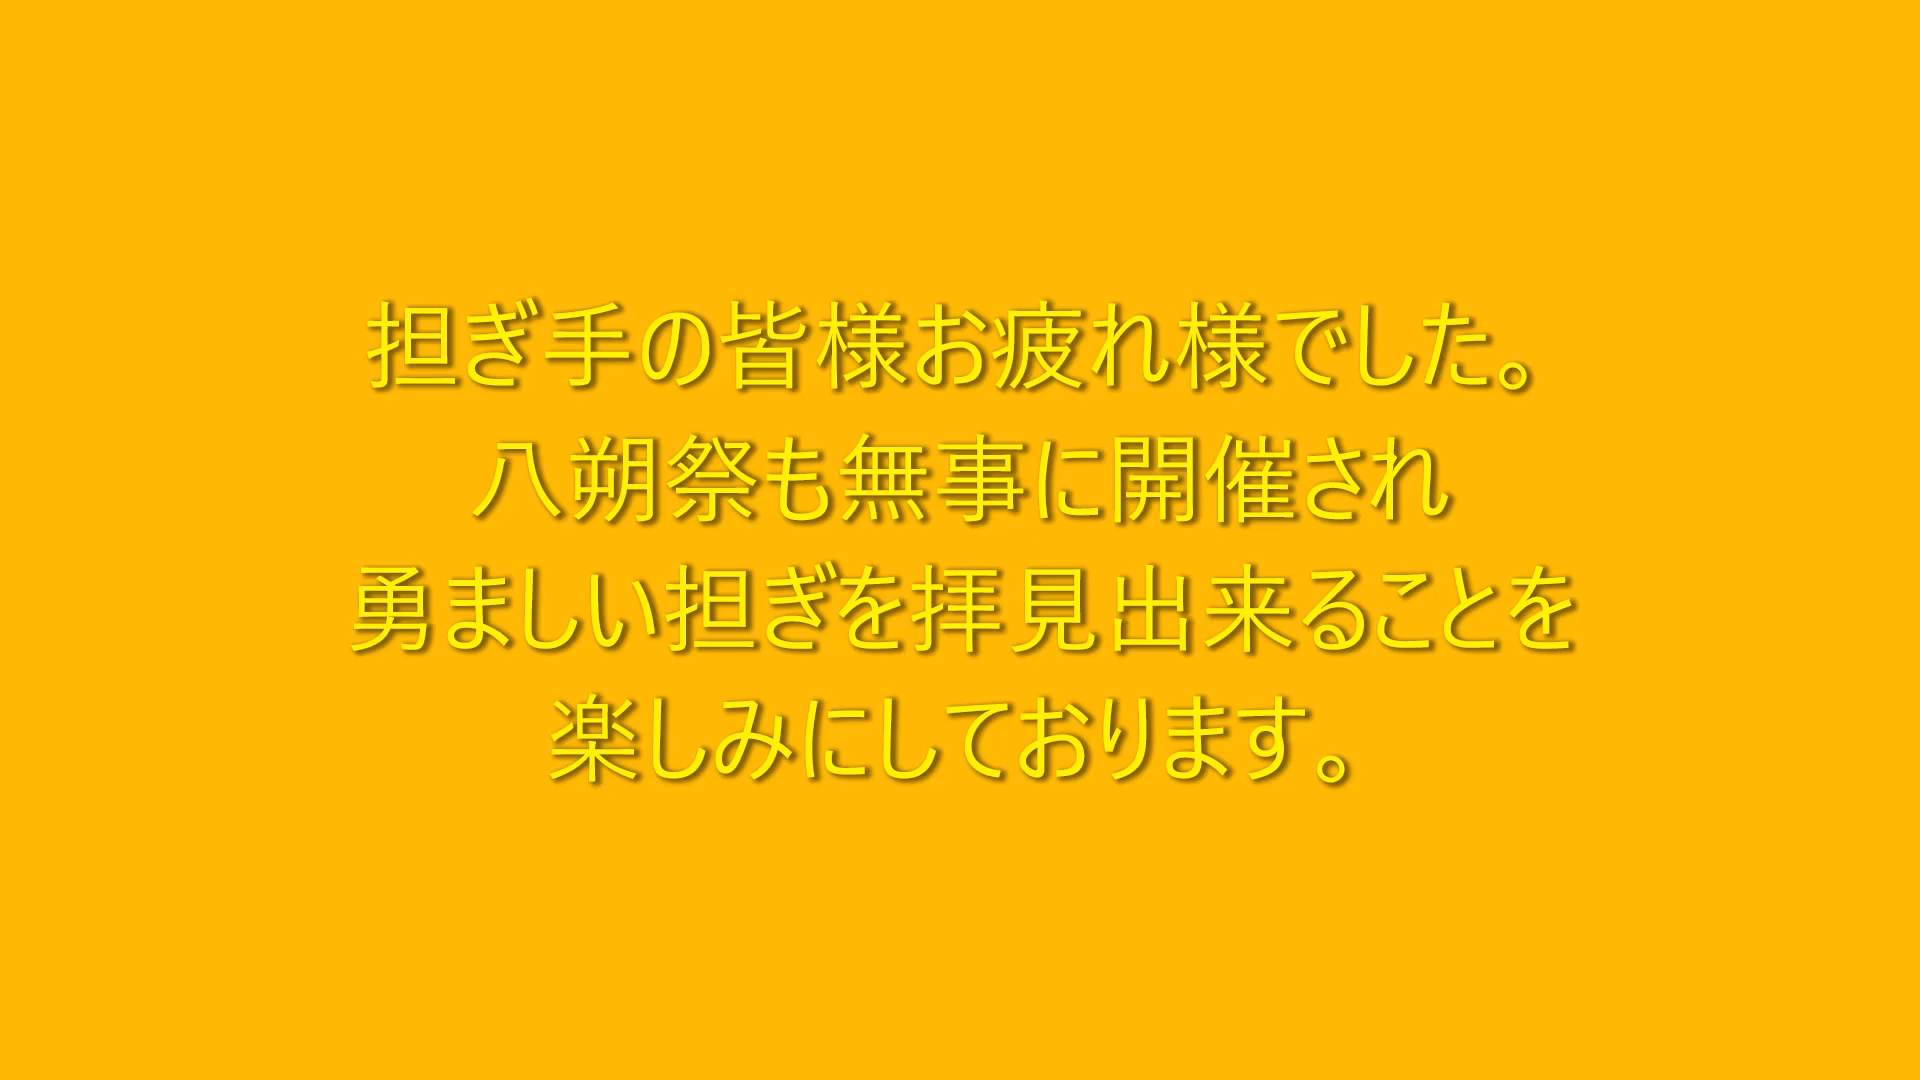 担ぎ手の皆様お疲れ様でした。
八朔祭も無事に開催され
勇ましい担ぎを拝見出来ることを
楽しみにしております。